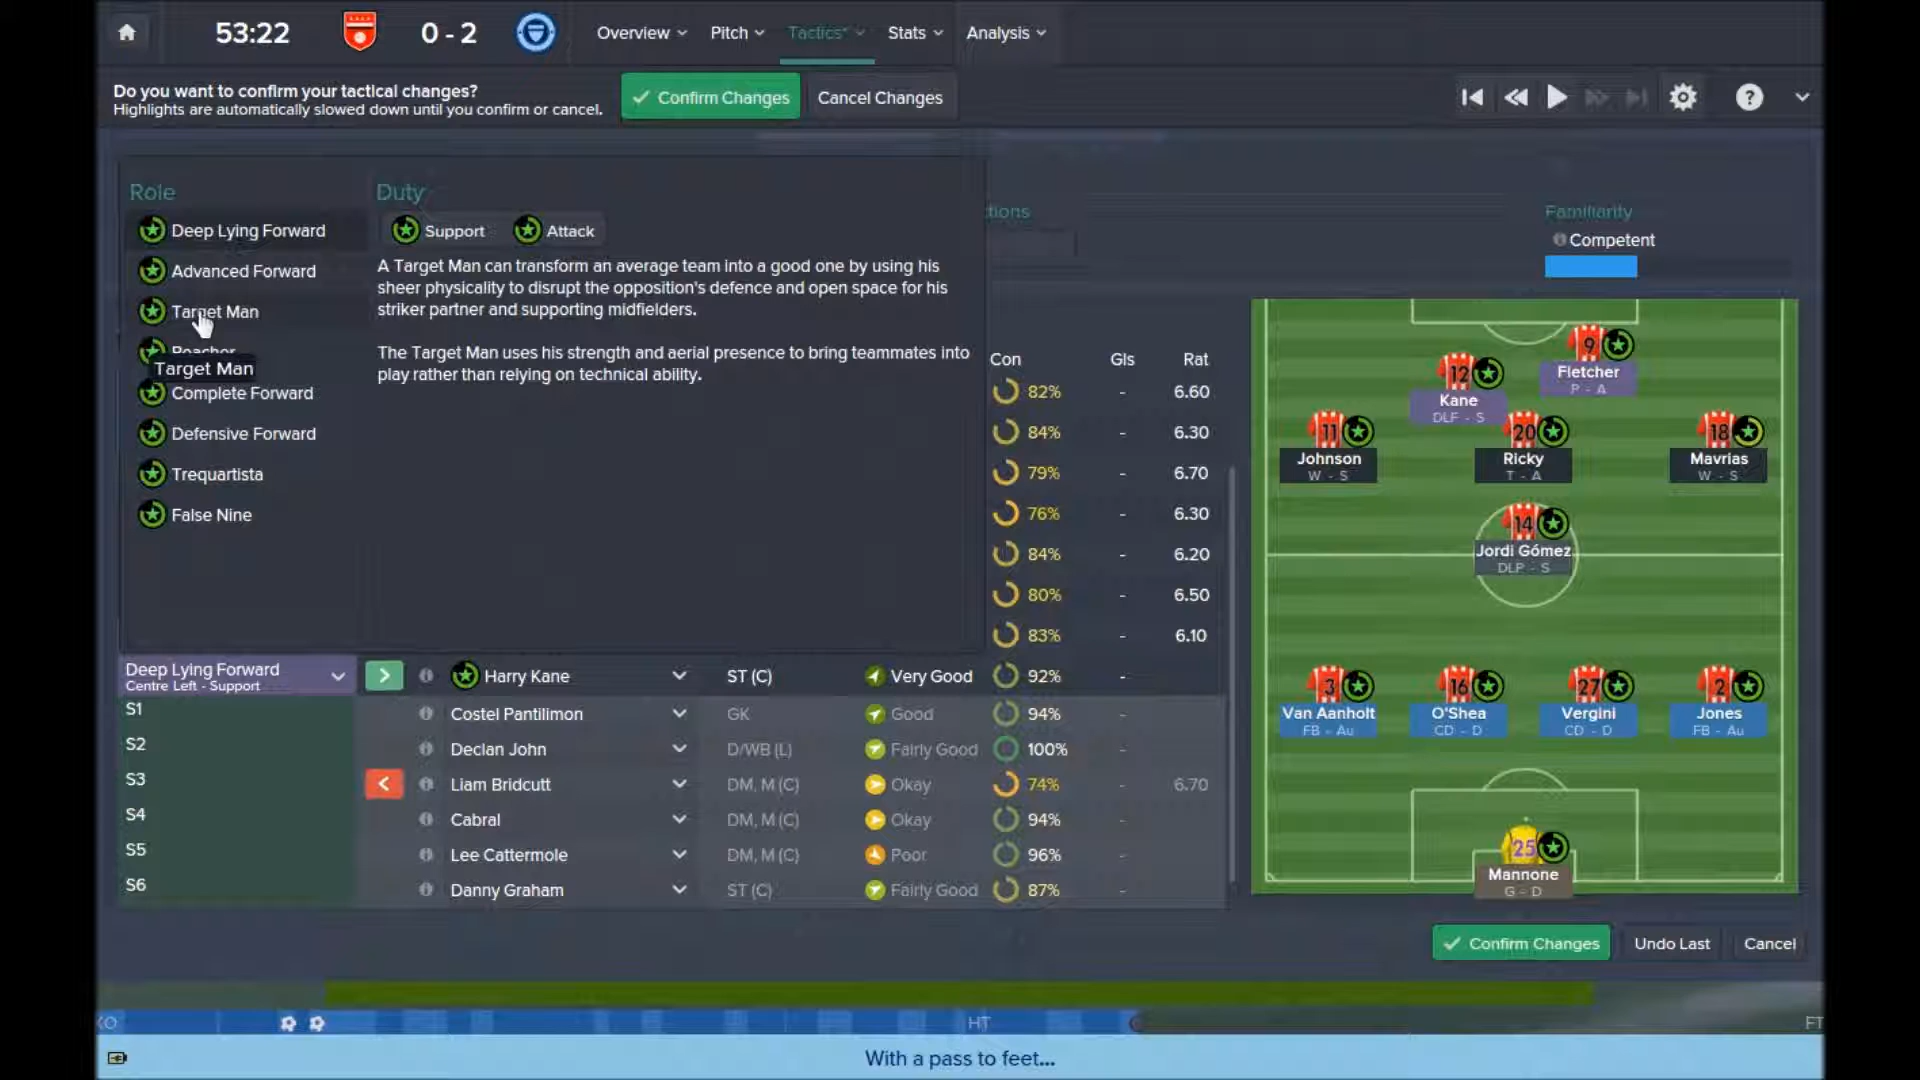 53:22
0 - 2
Overview
Pitch
Tactics*
Stats
Analysis
Do you want to confirm your tactical changes?
Highlights are automatically slowed down until you confirm or cancel.
Confirm Changes
Cancel Changes
Role
Duty
Deep Lying Forward
Advanced Forward
Target Man
Poacher
Target Man
Complete Forward
Defensive Forward
Trequartista
False Nine
Support
Attack
A Target Man can transform an average team into a good one by using his
sheer physicality to disrupt the opposition's defence and open space for his
striker partner and supporting midfielders.
The Target Man uses his strength and aerial presence to bring teammates into
play rather than relying on technical ability.
tions
Familiarity
Competent
Con Gls Rat
82% - 6.60
84% - 6.30
79% - 6.70
76% - 6.30
84% - 6.20
80% - 6.50
83% - 6.10
Deep Lying Forward
Centre Left - Support
Harry Kane ST (C) Very Good 92% -
S1 Costel Pantilimon GK Good 94% -
S2 Declan John D/WB (L) Fairly Good 100% -
S3 Liam Bridcutt DM, M (C) Okay 74% - 6.70
S4 Cabral DM, M (C) Okay 94% -
S5 Lee Cattermole DM, M (C) Poor 96% -
S6 Danny Graham ST (C) Fairly Good 87% -
9
Fletcher
P - A
12
Kane
DLF - S
11
Johnson
W - S
20
Ricky
T - A
18
Mavrias
W - S
14
Jordi Gómez
DLP - S
3
Van Aanholt
FB - Au
16
O'Shea
CD - D
27
Vergini
CD - D
2
Jones
FB - Au
25
Mannone
G - D
Confirm Changes
Undo Last
Cancel
KO
HT
FT
With a pass to feet...